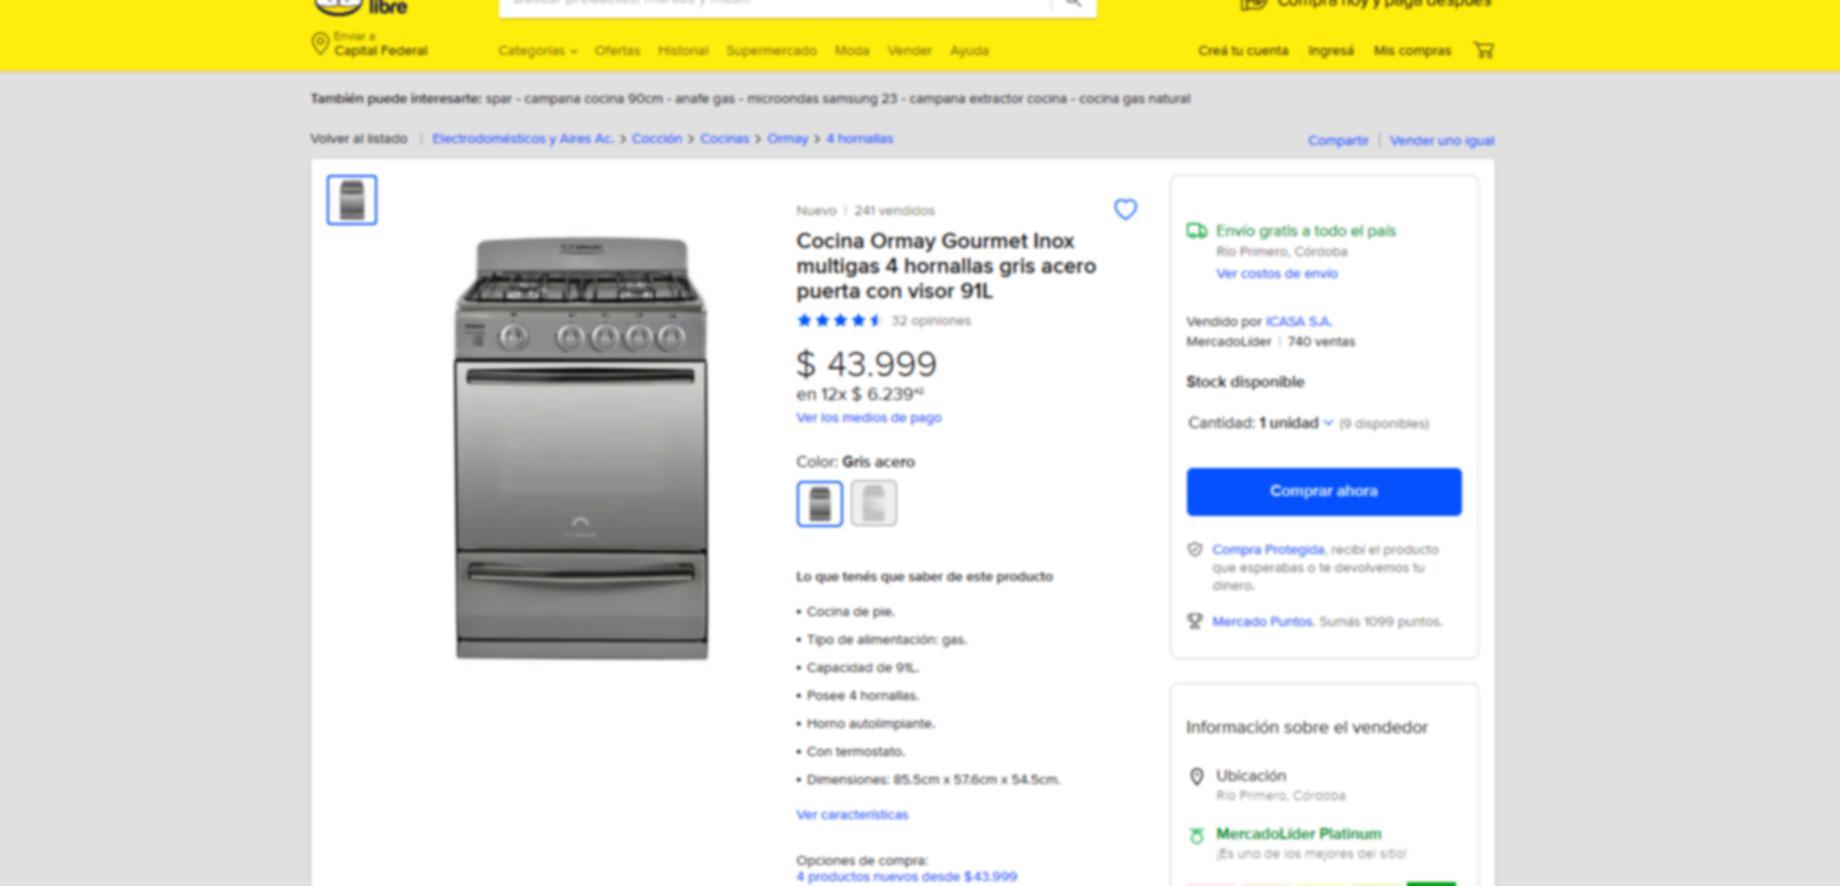 libre
Compra hoy y paga después
Enviar a
Capital Federal
Categorías Ofertas Historial Supermercado Moda Vender Ayuda
Creá tu cuenta Ingresá Mis compras
También puede interesarte: spar - campana cocina 90cm - anafe gas - microondas samsung 23 - campana extractor cocina - cocina gas natural
Volver al listado | Electrodomésticos y Aires Ac. > Cocción > Cocinas > Ormay > 4 hornallas
Compartir | Vender uno igual
Nuevo | 241 vendidos
Cocina Ormay Gourmet Inox
multigas 4 hornallas gris acero
puerta con visor 91L
32 opiniones
$ 43.999
en 12x $ 6.239⁴²
Ver los medios de pago
Color: Gris acero
Lo que tenés que saber de este producto
• Cocina de pie.
• Tipo de alimentación: gas.
• Capacidad de 91L.
• Posee 4 hornallas.
• Horno autolimpiante.
• Con termostato.
• Dimensiones: 85.5cm x 57.6cm x 54.5cm.
Ver características
Opciones de compra:
4 productos nuevos desde $43.999
Envío gratis a todo el país
Río Primero, Córdoba
Ver costos de envío
Vendido por ICASA S.A.
MercadoLíder | 740 ventas
Stock disponible
Cantidad: 1 unidad (9 disponibles)
Comprar ahora
Compra Protegida, recibí el producto
que esperabas o te devolvemos tu
dinero.
Mercado Puntos. Sumás 1099 puntos.
Información sobre el vendedor
Ubicación
Río Primero, Córdoba
MercadoLíder Platinum
¡Es uno de los mejores del sitio!